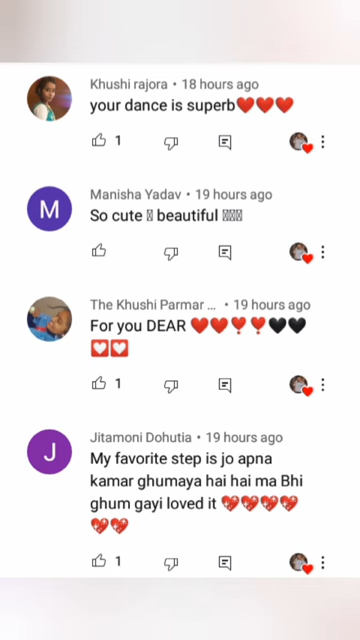 Khushi rajora • 18 hours ago
your dance is superb❤️❤️❤️
1
M
Manisha Yadav • 19 hours ago
So cute beautiful
The Khushi Parmar ... • 19 hours ago
For you DEAR ❤️❤️❣️❣️🖤🖤
💟💟
1
J
Jitamoni Dohutia • 19 hours ago
My favorite step is jo apna
kamar ghumaya hai hai ma Bhi
ghum gayi loved it 💖💖💖💖
💖💖
1